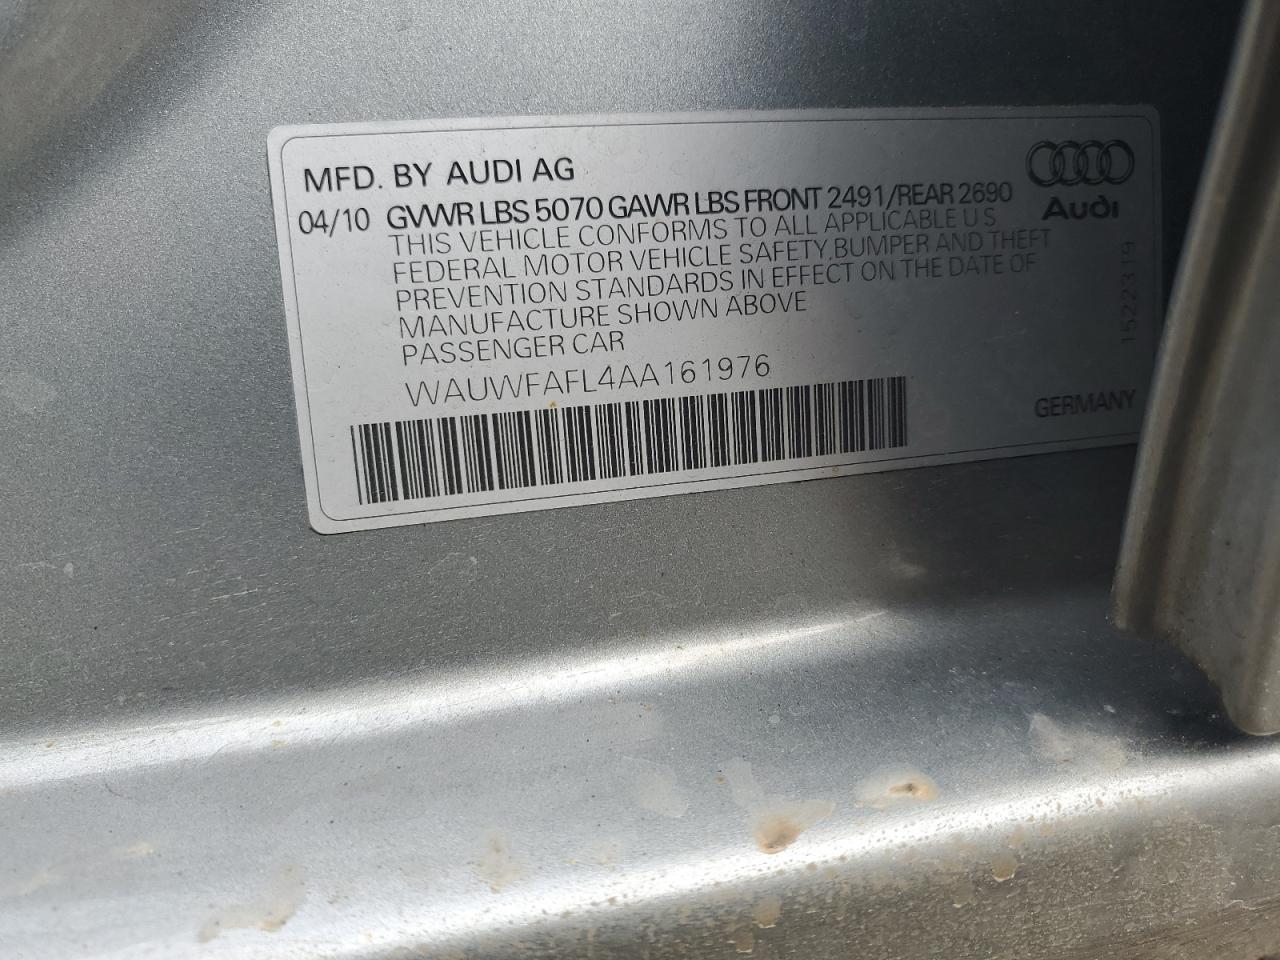 MFD. BY AUDI AG
04/10 GVWR LBS 5070 GAWR LBS FRONT 2491/REAR 2690
THIS VEHICLE CONFORMS TO ALL APPLICABLE U S
FEDERAL MOTOR VEHICLE SAFETY,BUMPER AND THEFT
PREVENTION STANDARDS IN EFFECT ON THE DATE OF
MANUFACTURE SHOWN ABOVE
PASSENGER CAR
WAUWFAFL4AA161976
Audi
1522319
GERMANY